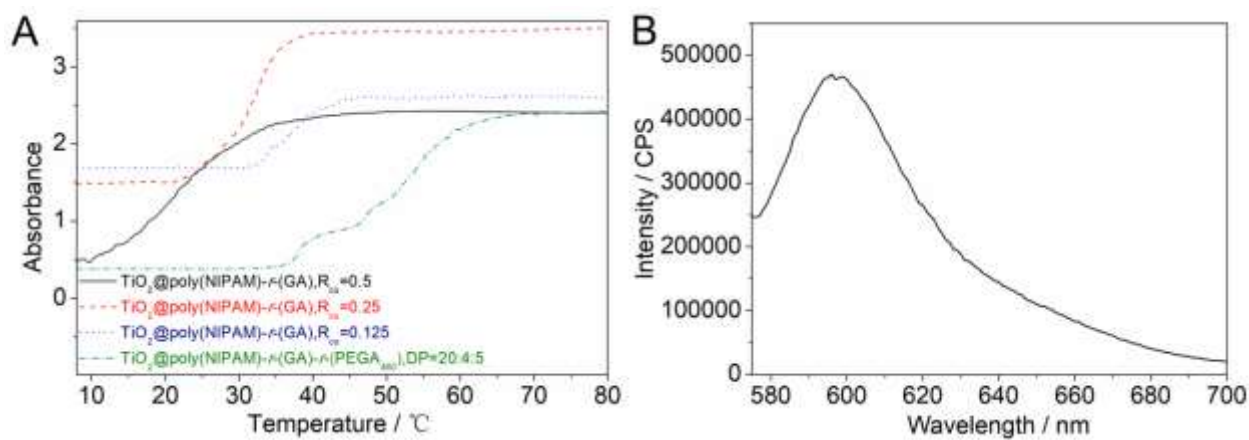 A
Absorbance
3
2
1
0
TiO₂@poly(NIPAM)-r-(GA),R꜀ₒ=0.5
TiO₂@poly(NIPAM)-r-(GA),R꜀ₒ=0.25
TiO₂@poly(NIPAM)-r-(GA),R꜀ₒ=0.125
TiO₂@poly(NIPAM)-r-(GA)-r-(PEGA₄₈₀),DP=20:4:5
10 20 30 40 50 60 70 80
Temperature / ℃
B
Intensity / CPS
500000
400000
300000
200000
100000
0
580 600 620 640 660 680 700
Wavelength / nm